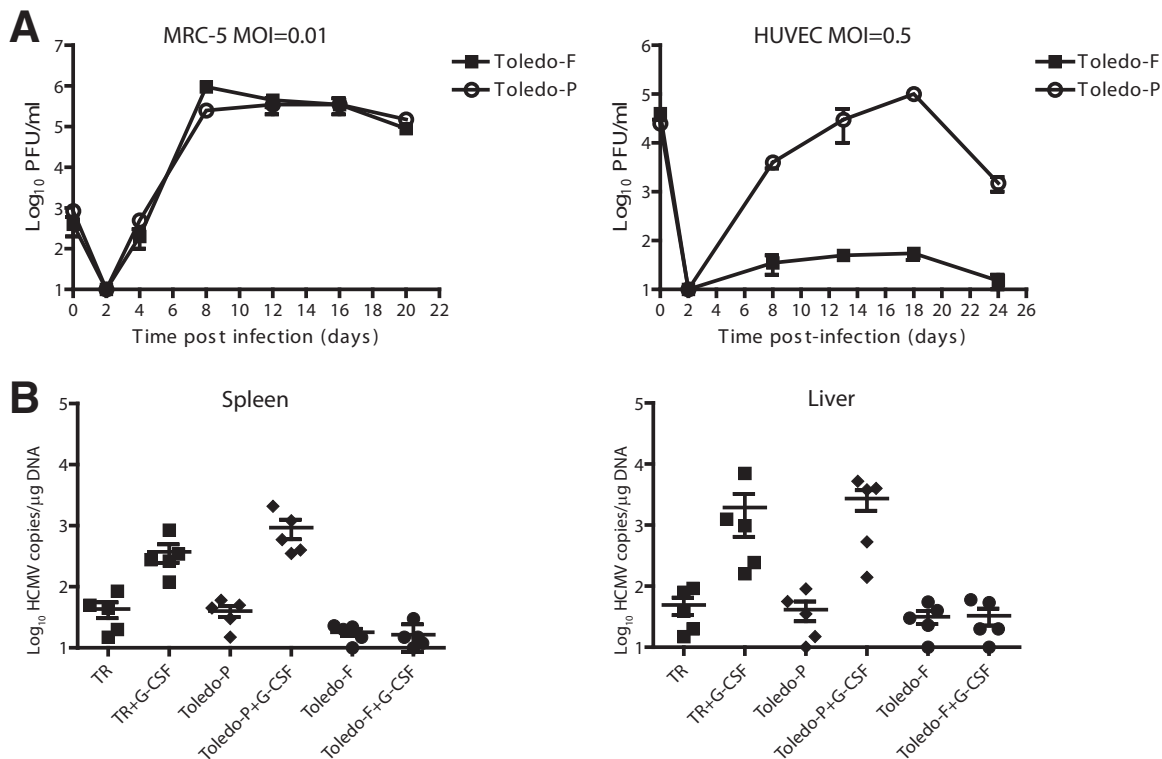 A
MRC-5 MOI=0.01
Log10 PFU/ml
7
6
5
4
3
2
1
0 2 4 6 8 10 12 14 16 18 20 22
Time post infection (days)
Toledo-F
Toledo-P
HUVEC MOI=0.5
Log10 PFU/ml
6
5
4
3
2
1
0 2 4 6 8 10 12 14 16 18 20 22 24 26
Time post-infection (days)
Toledo-F
Toledo-P
B
Spleen
Log10 HCMV copies/μg DNA
5
4
3
2
1
TR
TR+G-CSF
Toledo-P
Toledo-P+G-CSF
Toledo-F
Toledo-F+G-CSF
Liver
Log10 HCMV copies/μg DNA
5
4
3
2
1
TR
TR+G-CSF
Toledo-P
Toledo-P+G-CSF
Toledo-F
Toledo-F+G-CSF